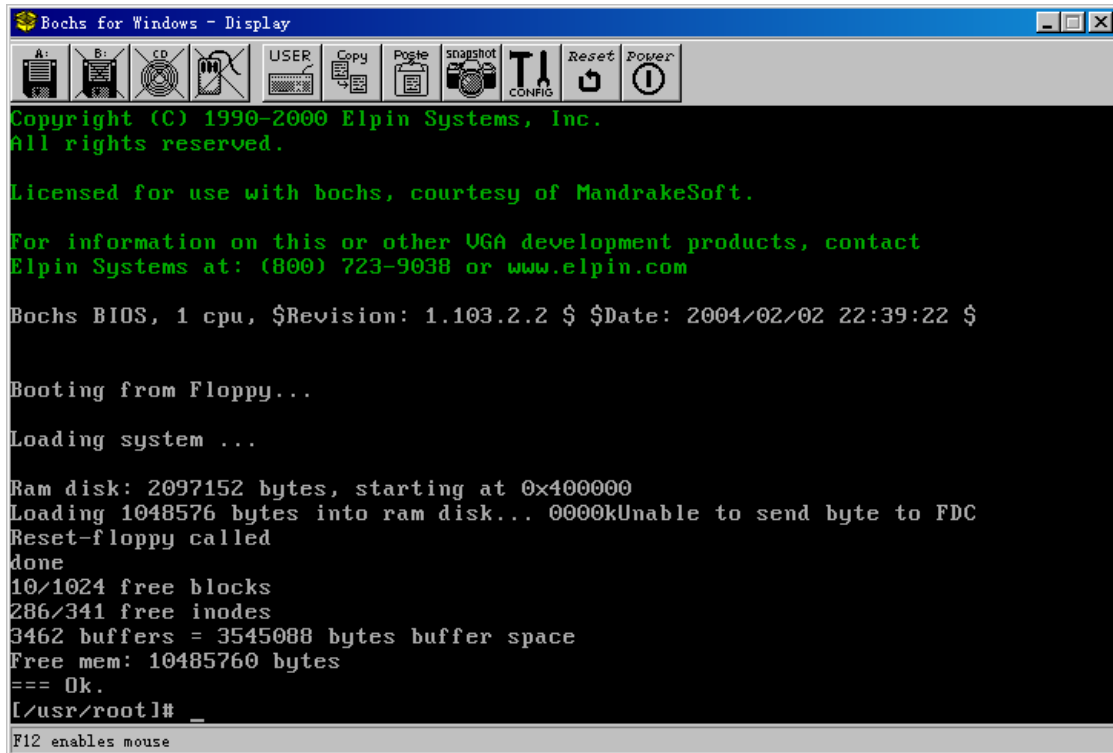 Bochs for Windows - Display
A: B: CD USER Copy Paste snapshot CONFIG Reset Power
Copyright (C) 1990-2000 Elpin Systems, Inc.
All rights reserved.
Licensed for use with bochs, courtesy of MandrakeSoft.
For information on this or other VGA development products, contact
Elpin Systems at: (800) 723-9038 or www.elpin.com
Bochs BIOS, 1 cpu, $Revision: 1.103.2.2 $ $Date: 2004/02/02 22:39:22 $
Booting from Floppy...
Loading system ...
Ram disk: 2097152 bytes, starting at 0x400000
Loading 1048576 bytes into ram disk... 0000kUnable to send byte to FDC
Reset-floppy called
done
10/1024 free blocks
286/341 free inodes
3462 buffers = 3545088 bytes buffer space
Free mem: 10485760 bytes
=== Ok.
[/usr/root]# _
F12 enables mouse